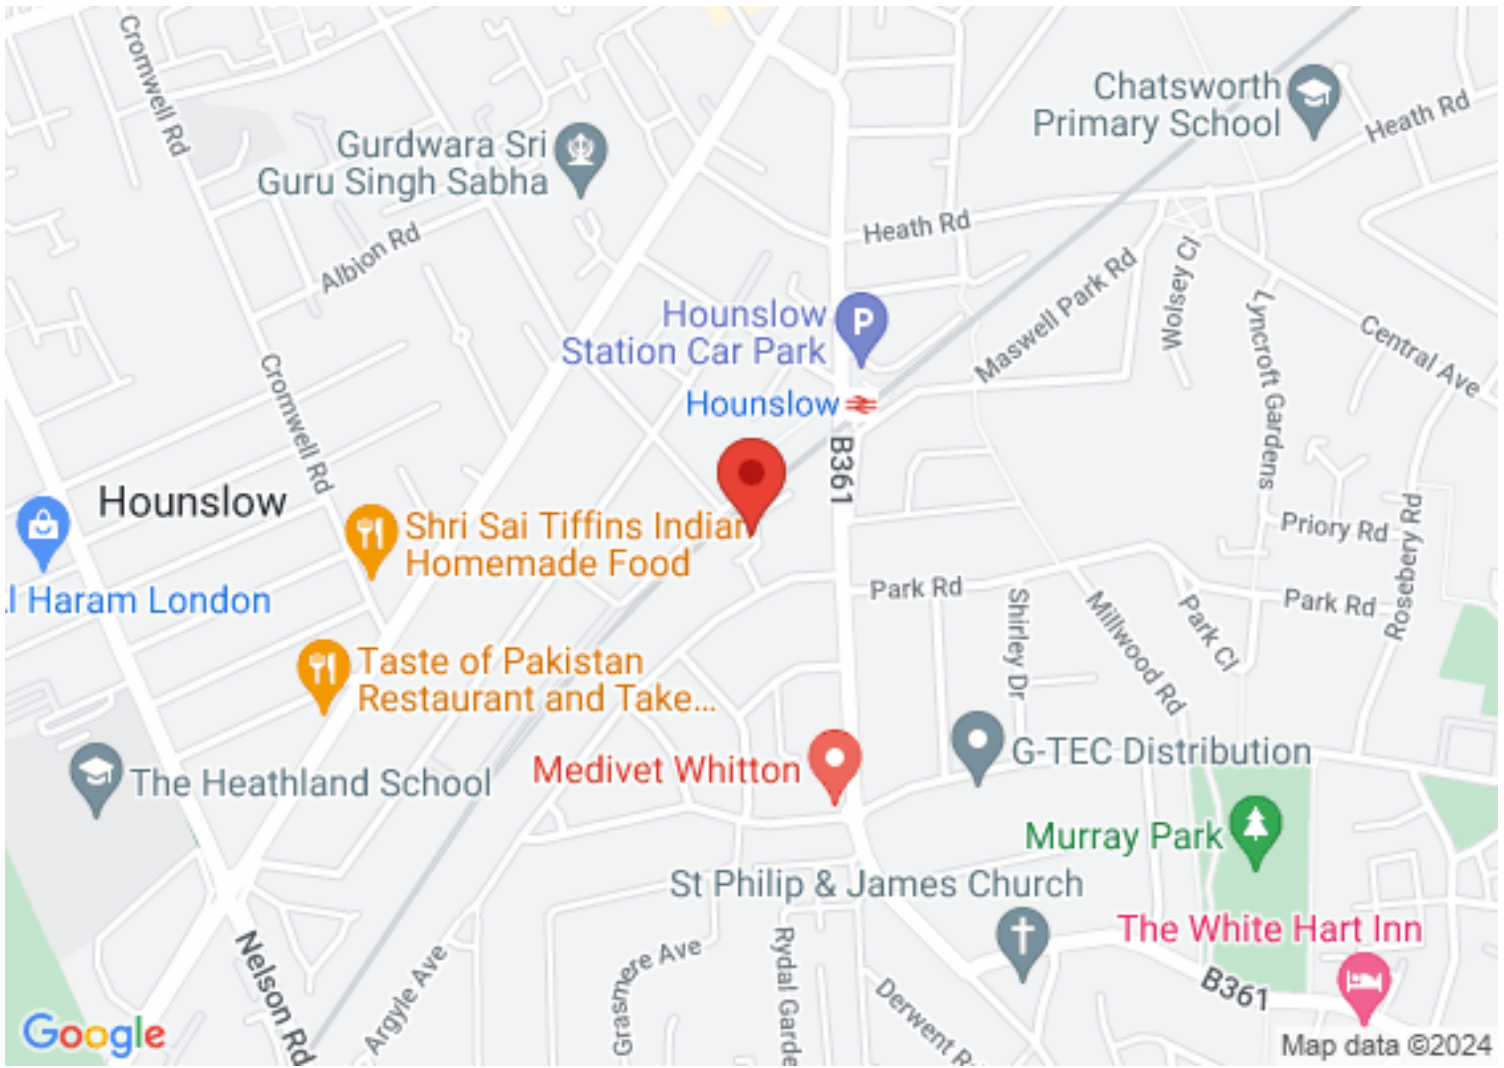 Cromwell Rd
Chatsworth
Primary School
Heath Rd
Gurdwara Sri
Guru Singh Sabha
Albion Rd
Heath Rd
Wolsey Cl
Maswell Park Rd
Lyncroft Gardens
Central Ave
Hounslow
Station Car Park
P
Hounslow
Cromwell Rd
B361
Hounslow
Shri Sai Tiffins Indian
Homemade Food
Priory Rd
Rosebery Rd
l Haram London
Park Rd
Shirley Dr
Millwood Rd
Park Cl
Park Rd
Taste of Pakistan
Restaurant and Take...
Medivet Whitton
G-TEC Distribution
The Heathland School
Murray Park
St Philip & James Church
The White Hart Inn
Nelson Rd
Argyle Ave
Grasmere Ave
Rydal Garde
Derwent R
B361
Google
Map data ©2024